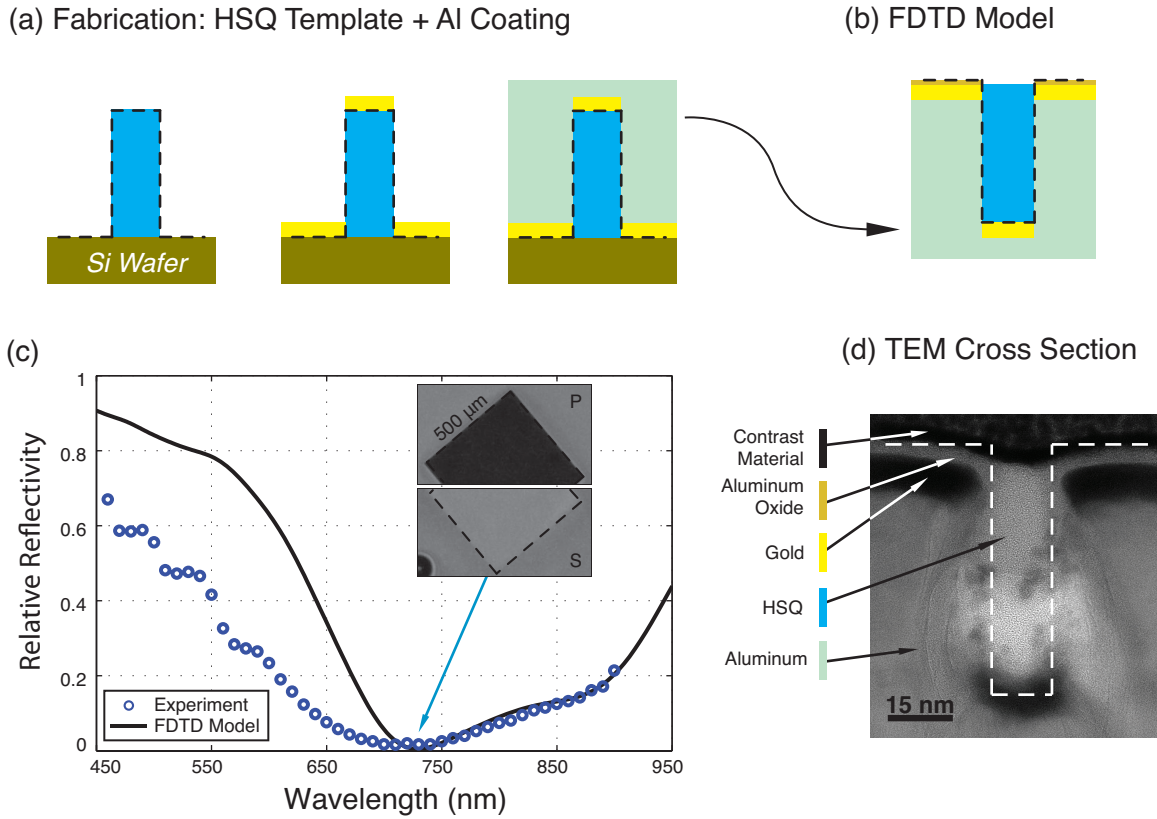 (a) Fabrication: HSQ Template + Al Coating
(b) FDTD Model
Si Wafer
(c)
Relative Reflectivity
1
0.8
0.6
0.4
0.2
0
450
550
650
750
850
950
Wavelength (nm)
500 μm
P
S
Experiment
FDTD Model
(d) TEM Cross Section
Contrast
Material
Aluminum
Oxide
Gold
HSQ
Aluminum
15 nm